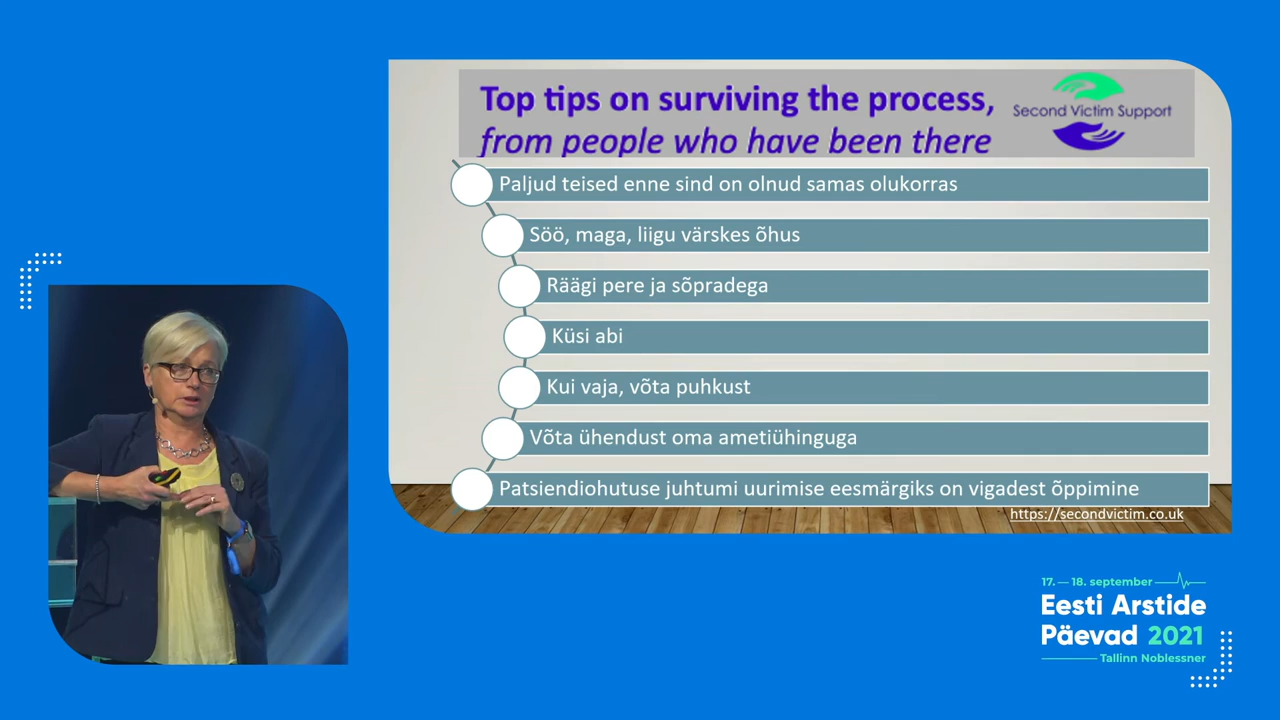 Top tips on surviving the process,
from people who have been there
Second Victim Support
Paljud teised enne sind on olnud samas olukorras
Söö, maga, liigu värskes õhus
Räägi pere ja sõpradega
Küsi abi
Kui vaja, võta puhkust
Võta ühendust oma ametiühinguga
Patsiendiohutuse juhtumi uurimise eesmärgiks on vigadest õppimine
https://secondvictim.co.uk
17. — 18. september
Eesti Arstide
Päevad 2021
Tallinn Noblessner